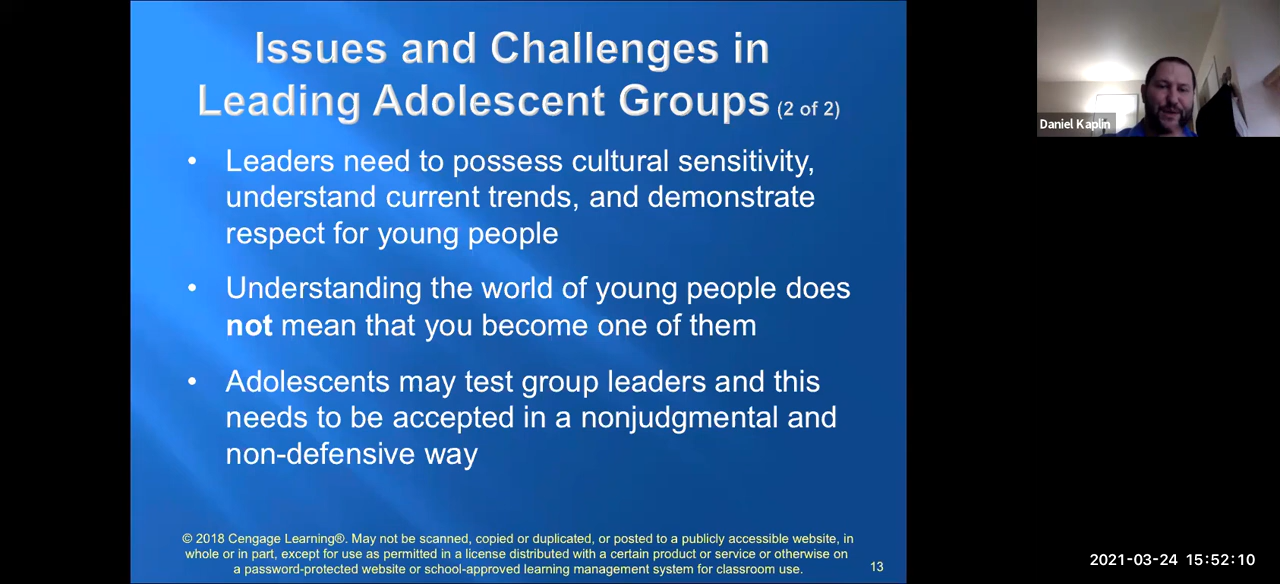 Issues and Challenges in
Leading Adolescent Groups (2 of 2)
• Leaders need to possess cultural sensitivity,
understand current trends, and demonstrate
respect for young people
• Understanding the world of young people does
not mean that you become one of them
• Adolescents may test group leaders and this
needs to be accepted in a nonjudgmental and
non-defensive way
© 2018 Cengage Learning®. May not be scanned, copied or duplicated, or posted to a publicly accessible website, in
whole or in part, except for use as permitted in a license distributed with a certain product or service or otherwise on
a password-protected website or school-approved learning management system for classroom use.
13
Daniel Kaplin
2021-03-24 15:52:10